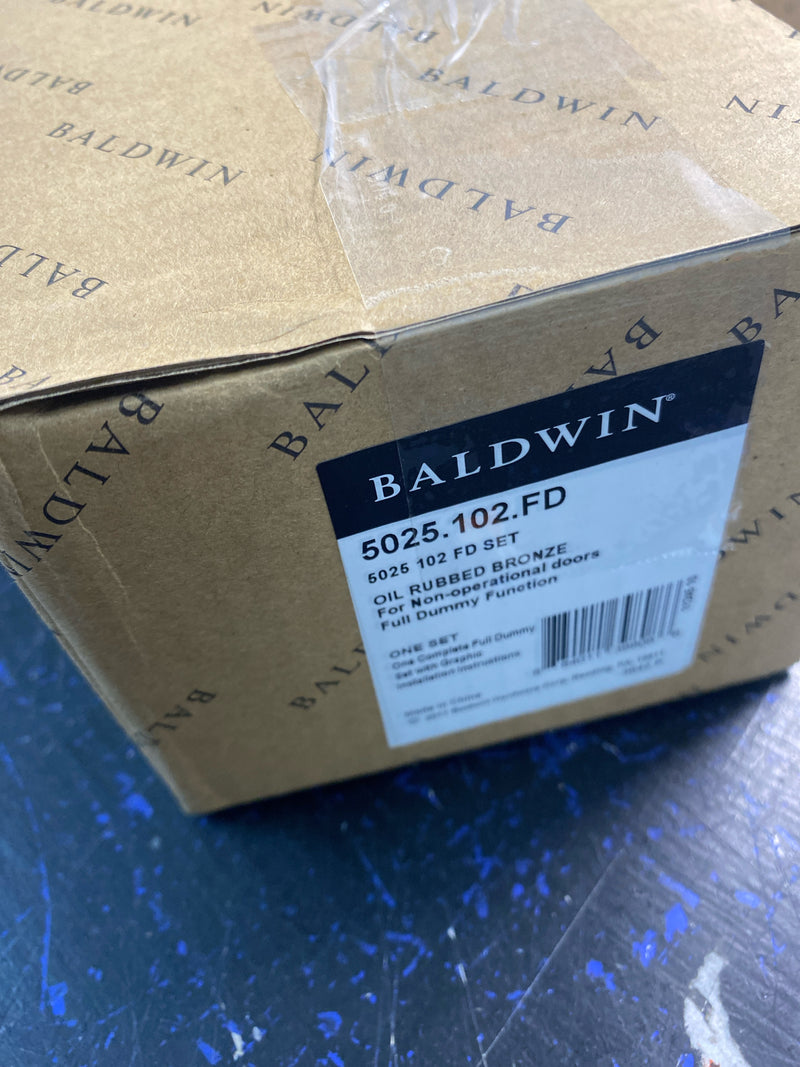 BALDWIN
BALDWIN
BALDWIN
BALDWIN
BALDWIN
BALDWIN®
5025.102.FD
5025 102 FD SET
OIL RUBBED BRONZE
For Non-operational doors
Full Dummy Function
ONE SET
One Complete Full Dummy
Set with Graphic
Installation Instructions
Made in China